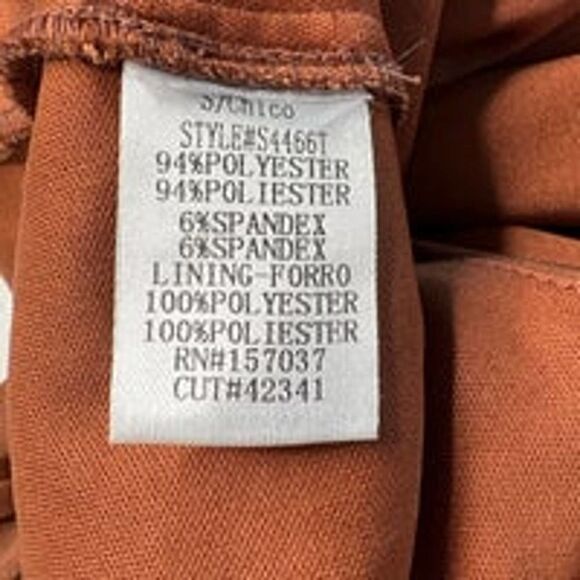 S/Chico
STYLE#S4466T
94%POLYESTER
94%POLIESTER
6%SPANDEX
6%SPANDEX
LINING-FORRO
100%POLYESTER
100%POLIESTER
RN#157037
CUT#42341